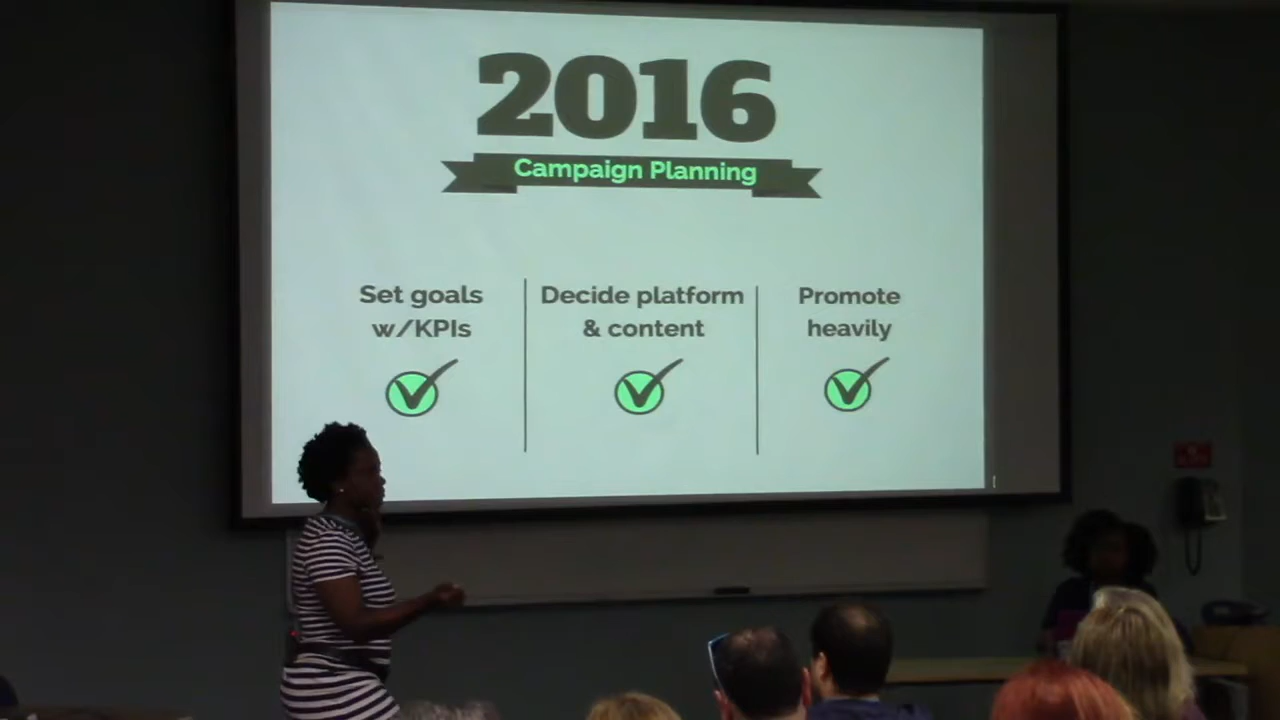 2016
Campaign Planning
Set goals
w/KPIs
Decide platform
& content
Promote
heavily